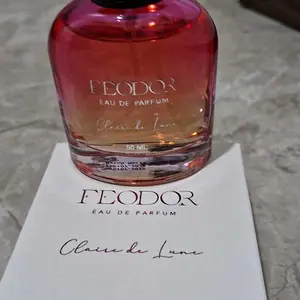 FEODOR
EAU DE PARFUM
Claire de Lune
50 ML
FEODOR
EAU DE PARFUM
Claire de Lune